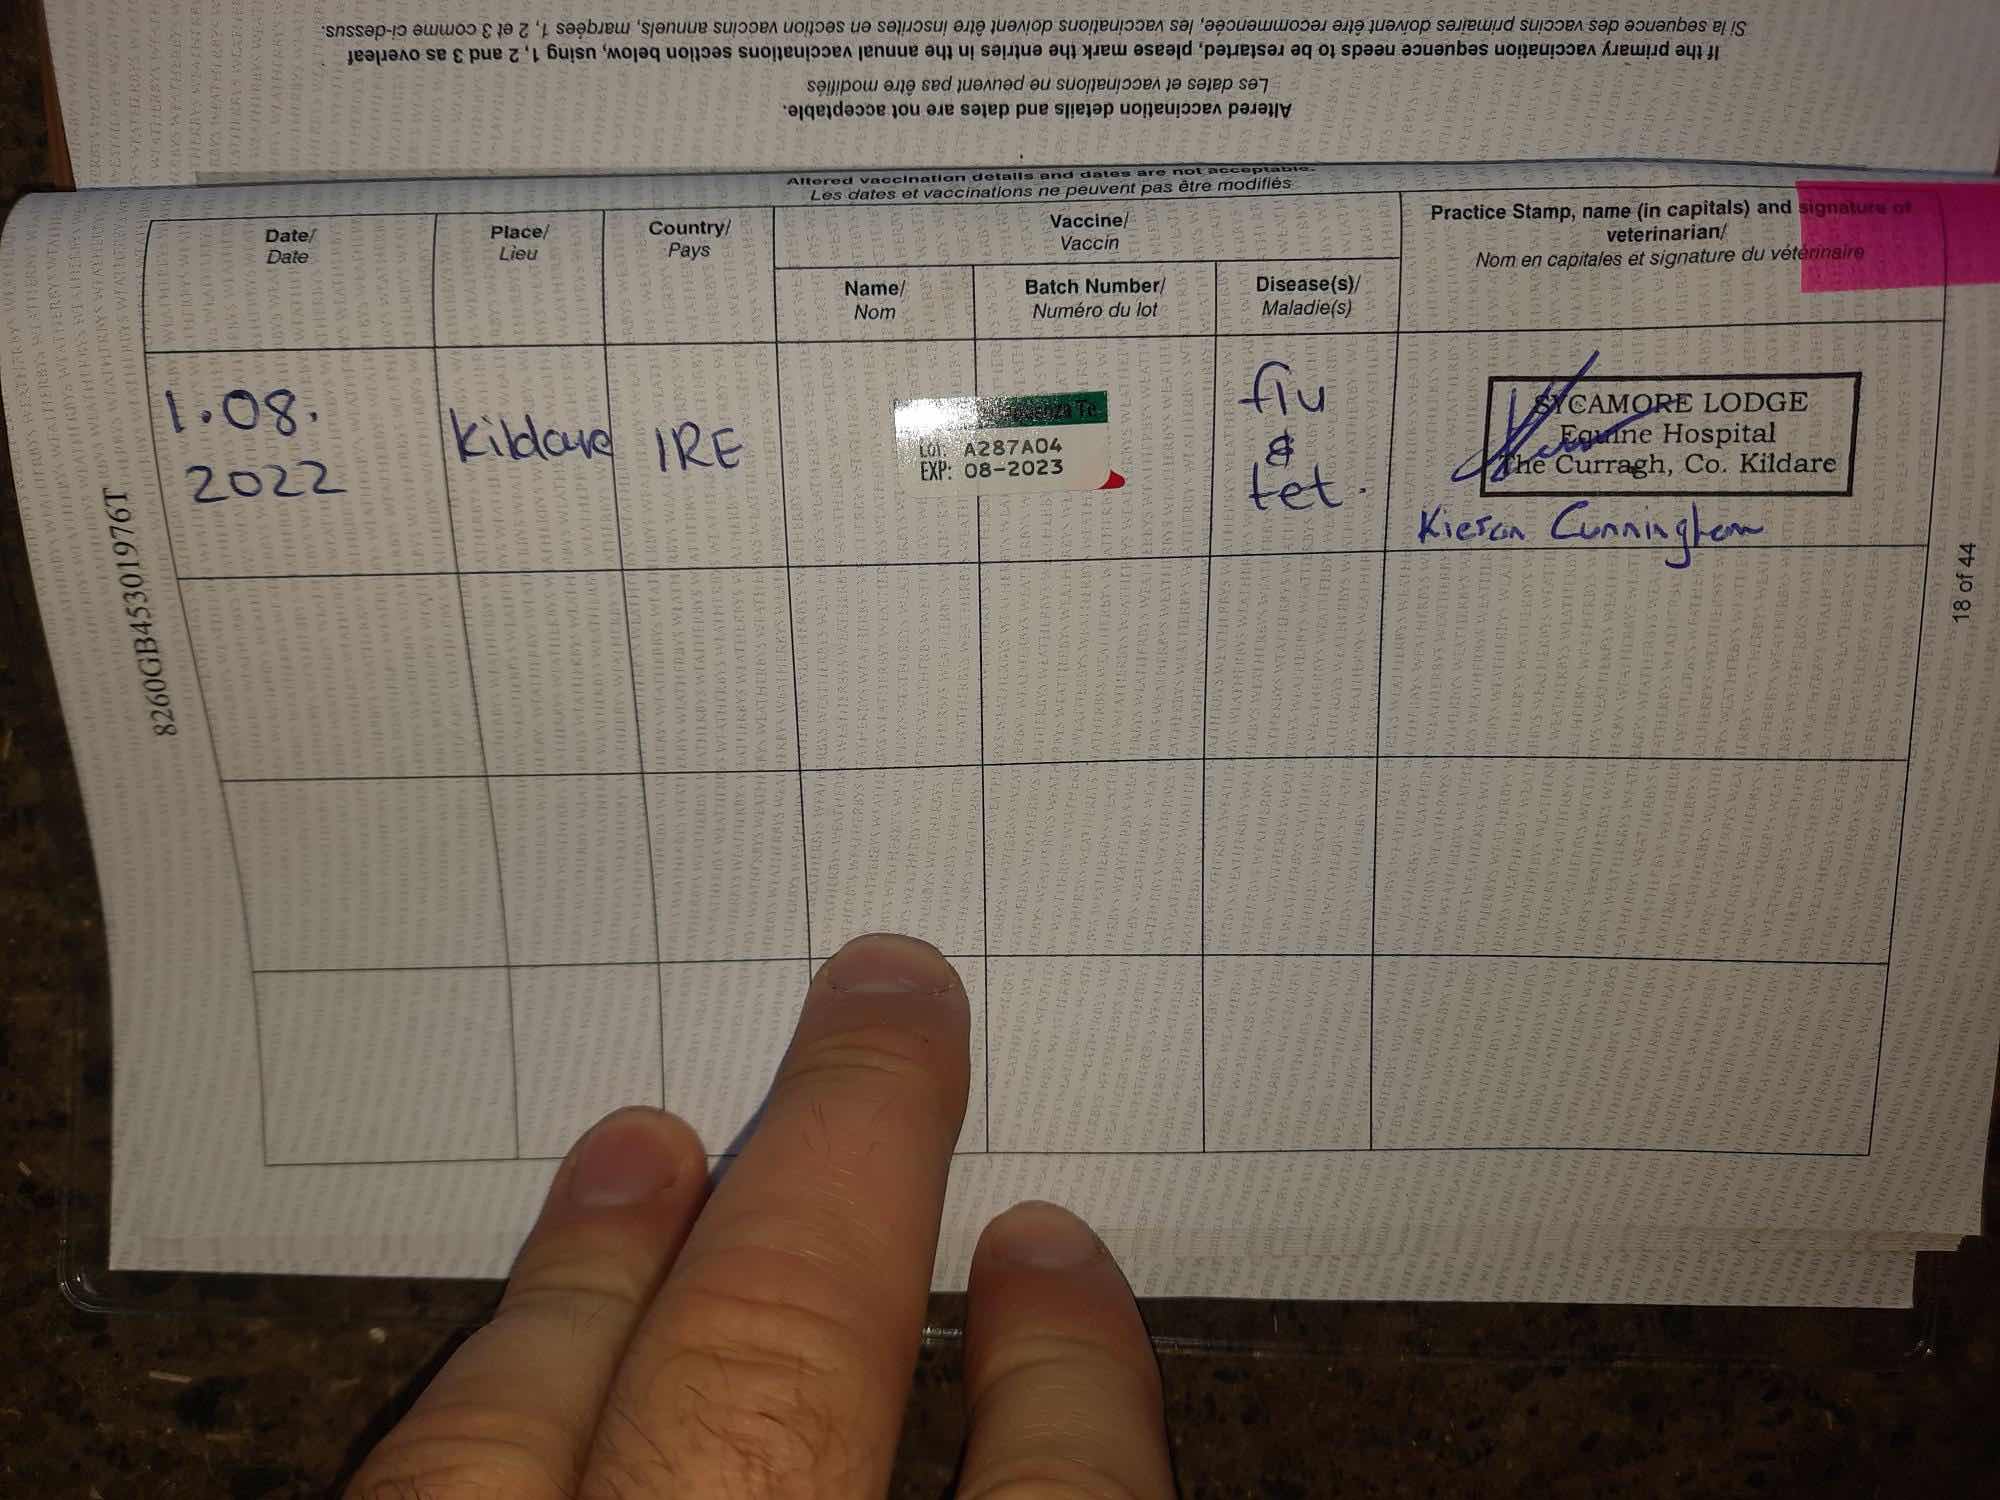 Si la sequence des vaccins primaires doivent être recommencée, les vaccinations doivent être inscrites en section vaccins annuels, marqées 1, 2 et 3 comme ci-dessus.
If the primary vaccination sequence needs to be restarted, please mark the entries in the annual vaccinations section below, using 1, 2 and 3 as overleaf
Les dates et vaccinations ne peuvent pas être modifiés
Altered vaccination details and dates are not acceptable.
Altered vaccination details and dates are not acceptable.
Les dates et vaccinations ne peuvent pas être modifiés
Date/
Date
Place/
Lieu
Country/
Pays
Vaccine/
Vaccin
Name/
Nom
Batch Number/
Numéro du lot
Disease(s)/
Maladie(s)
Practice Stamp, name (in capitals) and signature of
veterinarian/
Nom en capitales et signature du vétérinaire
1.08.
2022
Kildare
IRE
Te
LOT: A287A04
EXP: 08-2023
flu
&
tet.
SYCAMORE LODGE
Equine Hospital
The Curragh, Co. Kildare
Kieran Cunningham
8260GB45301976T
18 of 44